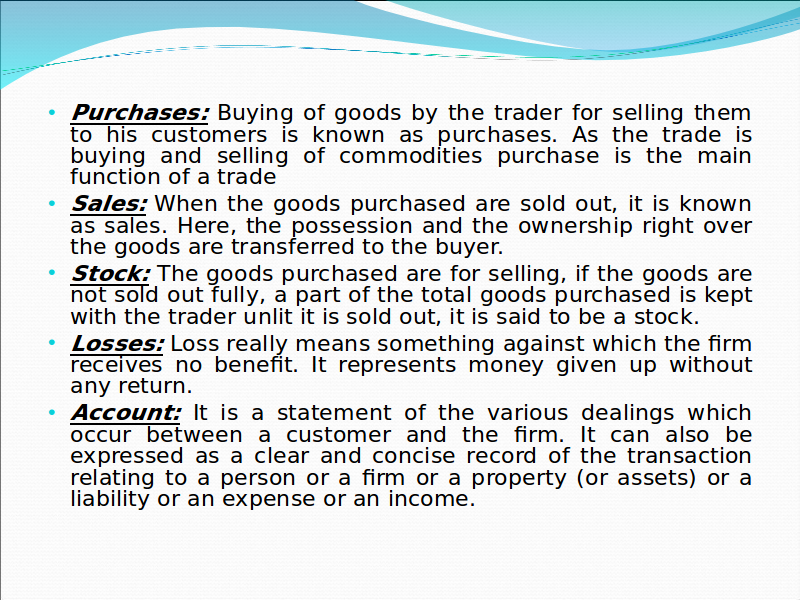 • Purchases: Buying of goods by the trader for selling them
to his customers is known as purchases. As the trade is
buying and selling of commodities purchase is the main
function of a trade
• Sales: When the goods purchased are sold out, it is known
as sales. Here, the possession and the ownership right over
the goods are transferred to the buyer.
• Stock: The goods purchased are for selling, if the goods are
not sold out fully, a part of the total goods purchased is kept
with the trader unlit it is sold out, it is said to be a stock.
• Losses: Loss really means something against which the firm
receives no benefit. It represents money given up without
any return.
• Account: It is a statement of the various dealings which
occur between a customer and the firm. It can also be
expressed as a clear and concise record of the transaction
relating to a person or a firm or a property (or assets) or a
liability or an expense or an income.